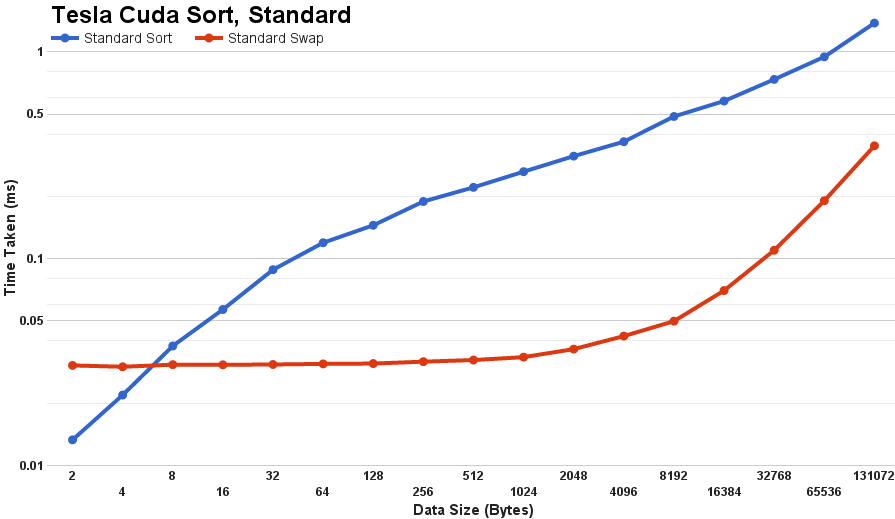 Tesla Cuda Sort, Standard
Standard Sort Standard Swap
1
0.5
0.1
0.05
0.01
Time Taken (ms)
2 8 32 128 512 2048 8192 32768 131072
4 16 64 256 1024 4096 16384 65536
Data Size (Bytes)